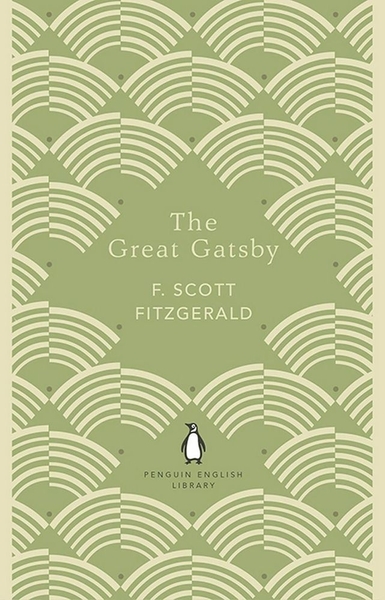 The
Great Gatsby
F. SCOTT
FITZGERALD
PENGUIN ENGLISH
LIBRARY